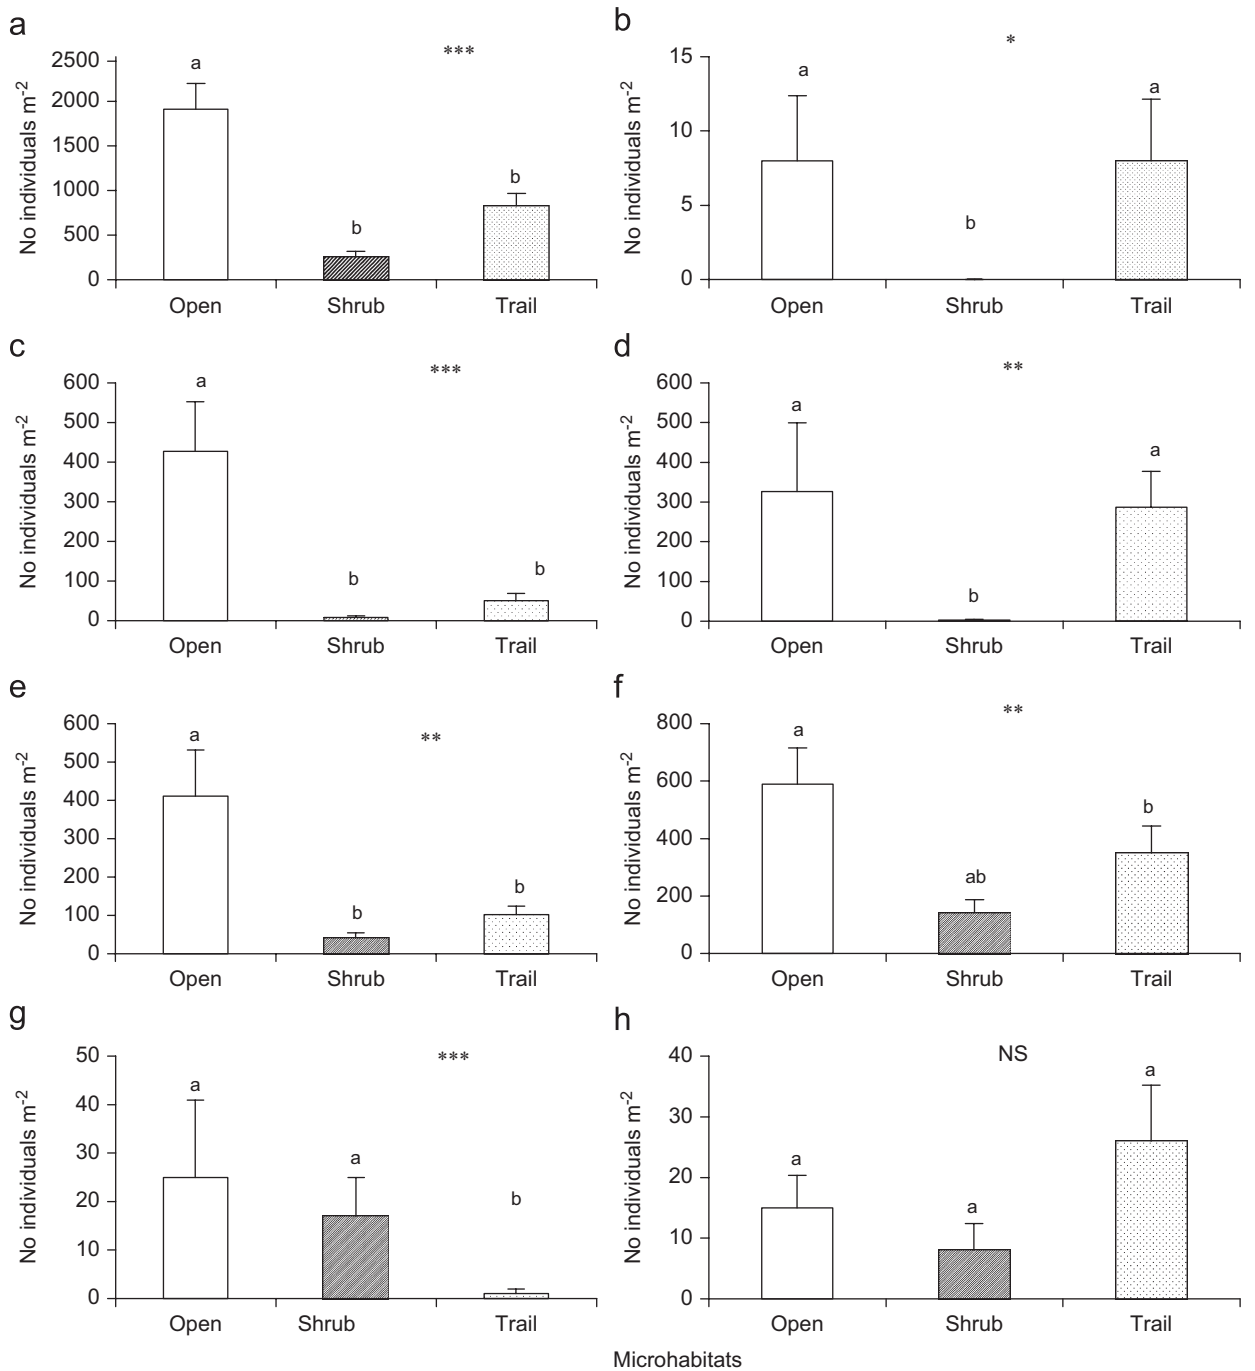 a
No individuals m-2
2500
2000
1500
1000
500
0
a
b
b
***
Open Shrub Trail
b
No individuals m-2
15
10
5
0
a
b
a
*
Open Shrub Trail
c
No individuals m-2
600
500
400
300
200
100
0
a
b
b
***
Open Shrub Trail
d
No individuals m-2
600
500
400
300
200
100
0
a
b
a
**
Open Shrub Trail
e
No individuals m-2
600
500
400
300
200
100
0
a
b
b
**
Open Shrub Trail
f
No individuals m-2
800
600
400
200
0
a
ab
b
**
Open Shrub Trail
g
No individuals m-2
50
40
30
20
10
0
a
a
b
***
Open Shrub Trail
h
No individuals m-2
40
30
20
10
0
a
a
a
NS
Open Shrub Trail
Microhabitats